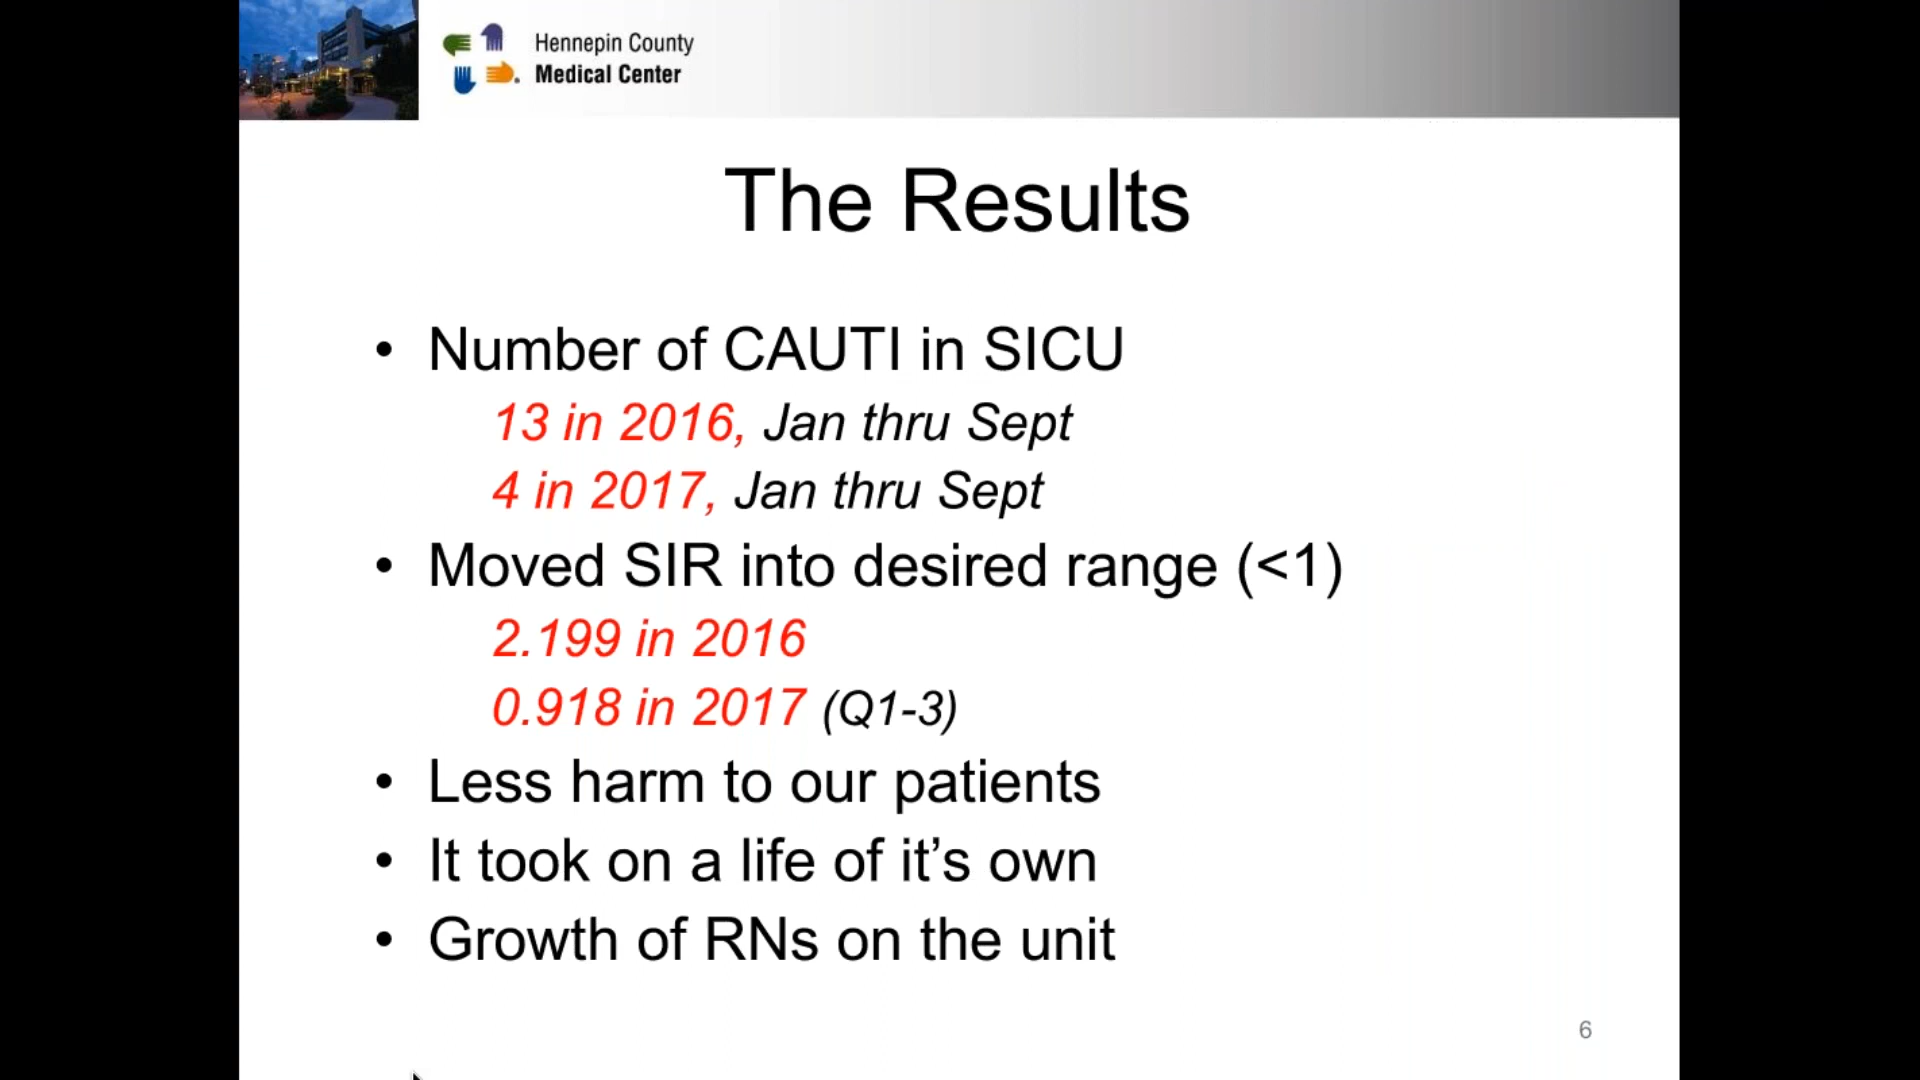 Hennepin County
Medical Center
The Results
• Number of CAUTI in SICU
13 in 2016, Jan thru Sept
4 in 2017, Jan thru Sept
• Moved SIR into desired range (<1)
2.199 in 2016
0.918 in 2017 (Q1-3)
• Less harm to our patients
• It took on a life of it’s own
• Growth of RNs on the unit
6